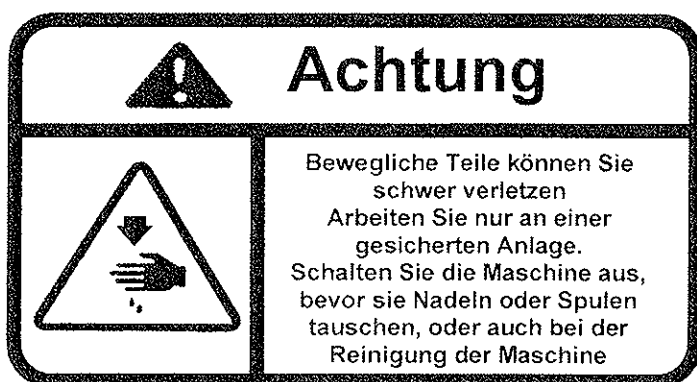 Achtung
Bewegliche Teile können Sie
schwer verletzen
Arbeiten Sie nur an einer
gesicherten Anlage.
Schalten Sie die Maschine aus,
bevor sie Nadeln oder Spulen
tauschen, oder auch bei der
Reinigung der Maschine